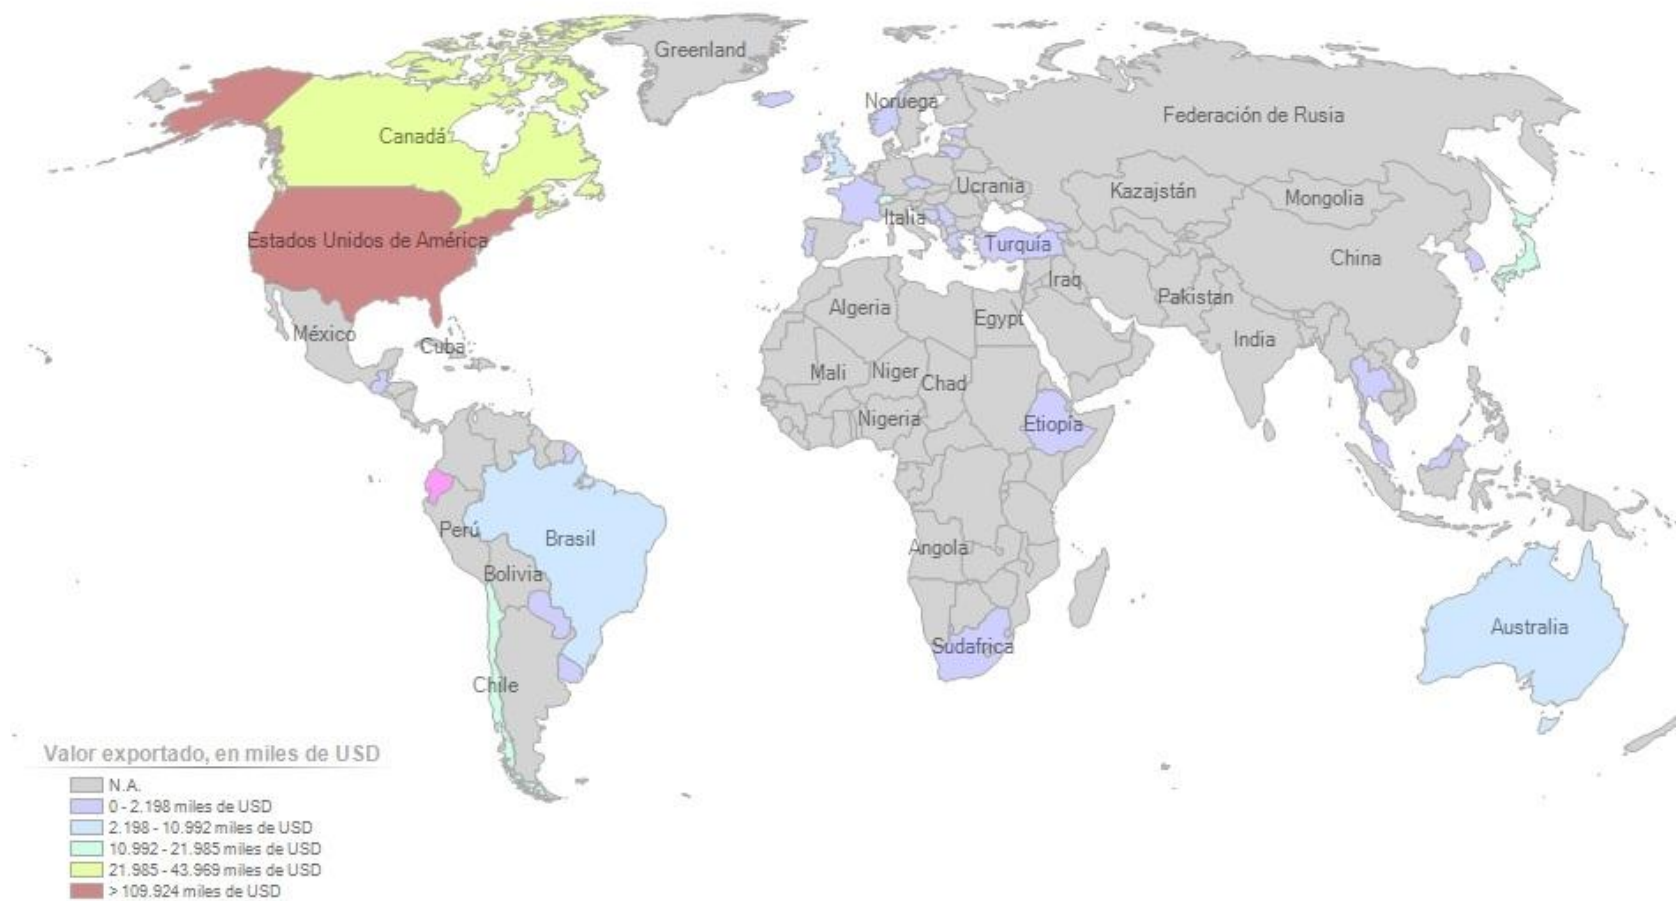 Greenland
Noruega
Federación de Rusia
Canadá
Ucrania
Kazajstán
Mongolia
Italia
Estados Unidos de América
Turquía
China
Iraq
Pakistán
Algeria
Egypt
México
India
Cuba
Mali
Niger
Chad
Nigeria
Etiopía
Perú
Brasil
Angola
Bolivia
Australia
Sudafrica
Chile
Valor exportado, en miles de USD
N.A.
0 - 2.198 miles de USD
2.198 - 10.992 miles de USD
10.992 - 21.985 miles de USD
21.985 - 43.969 miles de USD
> 109.924 miles de USD